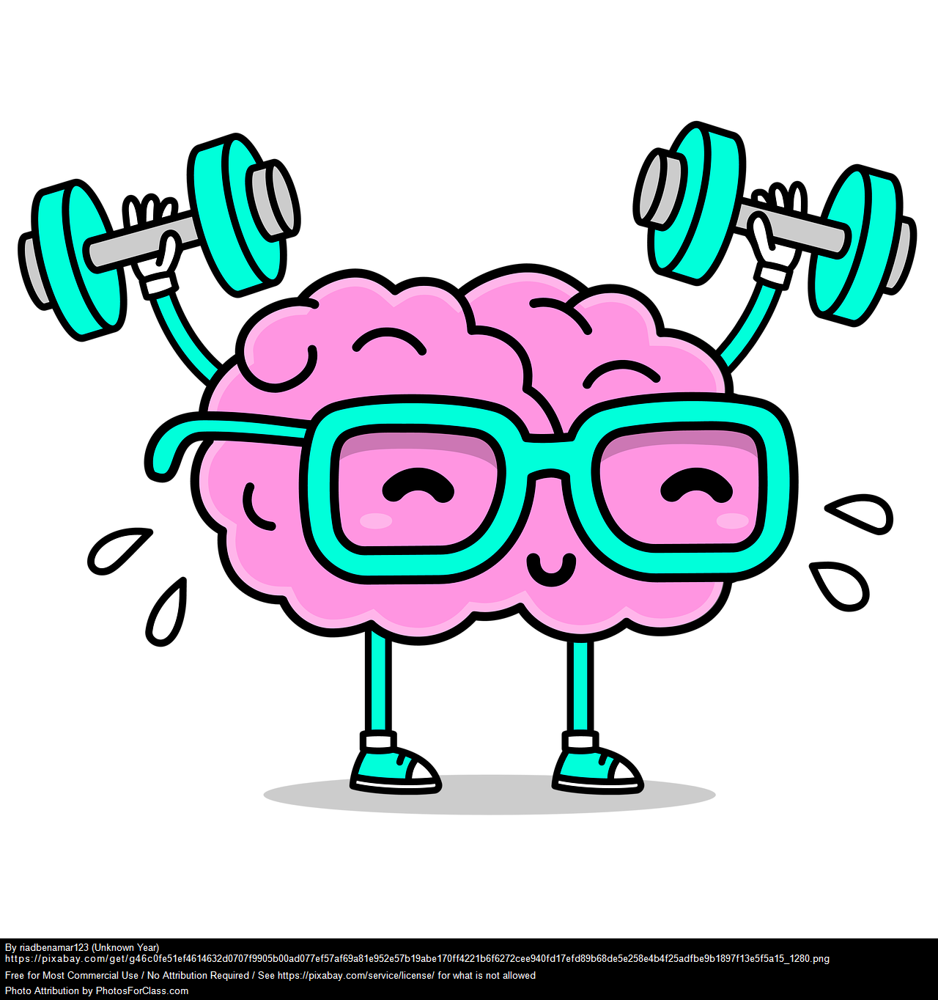 By riadbenamar123 (Unknown Year)
https://pixabay.com/get/g46c0fe51ef4614632d0707f9905b00ad077ef57af69a81e952e57b19abe170ff4221b6f6272cee940fd17efd89b68de5e258e4b4f25adfbe9b1897f13e5f5a15_1280.png
Free for Most Commercial Use / No Attribution Required / See https://pixabay.com/service/license/ for what is not allowed
Photo Attribution by PhotosForClass.com